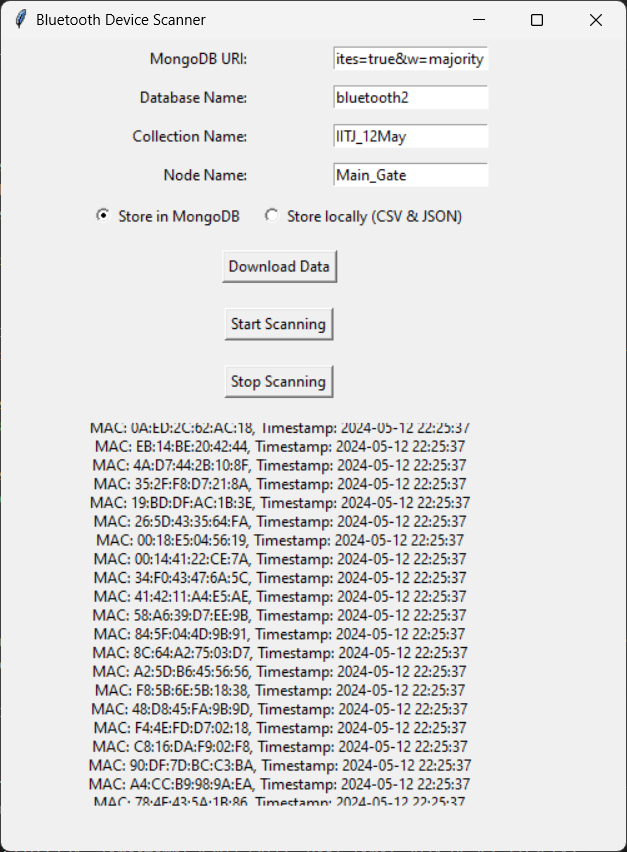 Bluetooth Device Scanner
MongoDB URI: ites=true&w=majority
Database Name: bluetooth2
Collection Name: IITJ_12May
Node Name: Main_Gate
Store in MongoDB Store locally (CSV & JSON)
Download Data
Start Scanning
Stop Scanning
MAC: 0A:ED:2C:62:AC:18, Timestamp: 2024-05-12 22:25:37
MAC: EB:14:BE:20:42:44, Timestamp: 2024-05-12 22:25:37
MAC: 4A:D7:44:2B:10:8F, Timestamp: 2024-05-12 22:25:37
MAC: 35:2F:F8:D7:21:8A, Timestamp: 2024-05-12 22:25:37
MAC: 19:BD:DF:AC:1B:3E, Timestamp: 2024-05-12 22:25:37
MAC: 26:5D:43:35:64:FA, Timestamp: 2024-05-12 22:25:37
MAC: 00:18:E5:04:56:19, Timestamp: 2024-05-12 22:25:37
MAC: 00:14:41:22:CE:7A, Timestamp: 2024-05-12 22:25:37
MAC: 34:F0:43:47:6A:5C, Timestamp: 2024-05-12 22:25:37
MAC: 41:42:11:A4:E5:AE, Timestamp: 2024-05-12 22:25:37
MAC: 58:A6:39:D7:EE:9B, Timestamp: 2024-05-12 22:25:37
MAC: 84:5F:04:4D:9B:91, Timestamp: 2024-05-12 22:25:37
MAC: 8C:64:A2:75:03:D7, Timestamp: 2024-05-12 22:25:37
MAC: A2:5D:B6:45:56:56, Timestamp: 2024-05-12 22:25:37
MAC: F8:5B:6E:5B:18:38, Timestamp: 2024-05-12 22:25:37
MAC: 48:D8:45:FA:9B:9D, Timestamp: 2024-05-12 22:25:37
MAC: F4:4E:FD:D7:02:18, Timestamp: 2024-05-12 22:25:37
MAC: C8:16:DA:F9:02:F8, Timestamp: 2024-05-12 22:25:37
MAC: 90:DF:7D:BC:C3:BA, Timestamp: 2024-05-12 22:25:37
MAC: A4:CC:B9:98:9A:EA, Timestamp: 2024-05-12 22:25:37
MAC: 78:4F:43:5A:1B:86, Timestamp: 2024-05-12 22:25:37